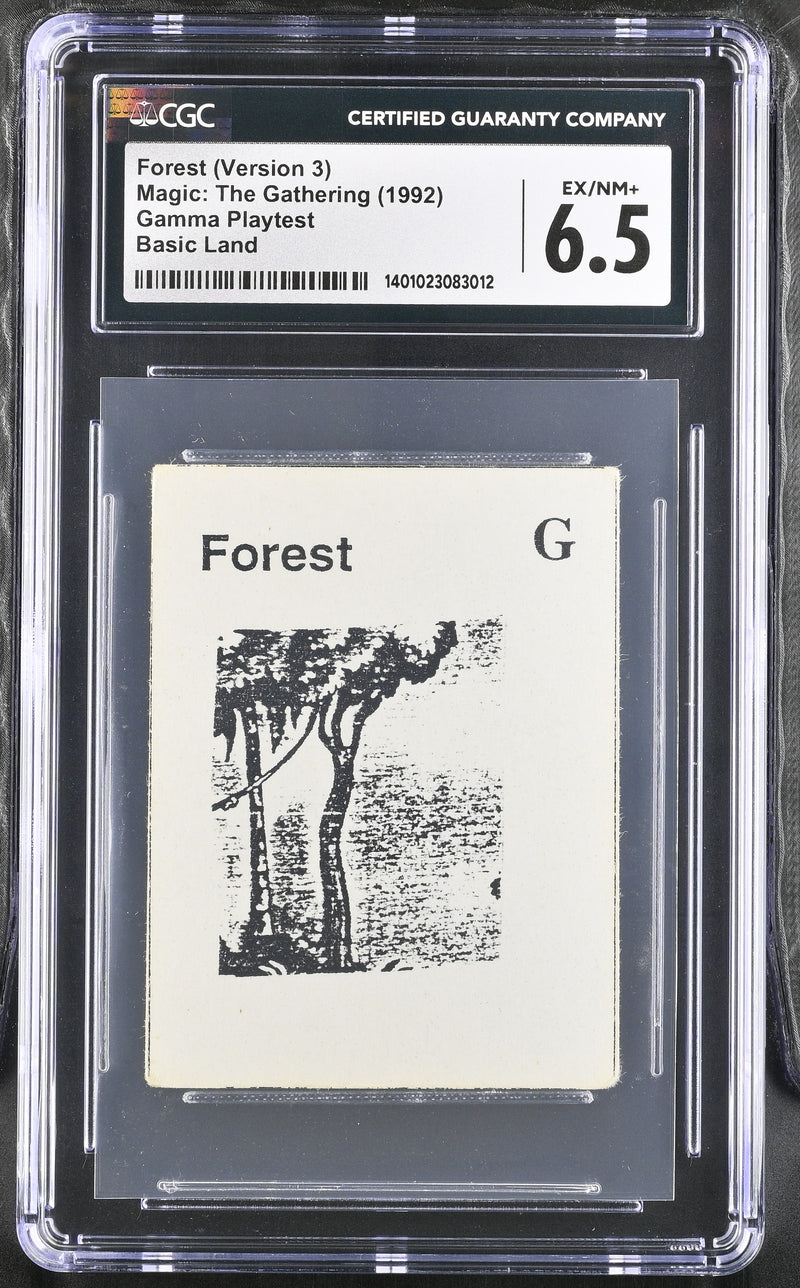 CGC
CERTIFIED GUARANTY COMPANY
Forest (Version 3)
Magic: The Gathering (1992)
Gamma Playtest
Basic Land
EX/NM+
6.5
1401023083012
Forest
G